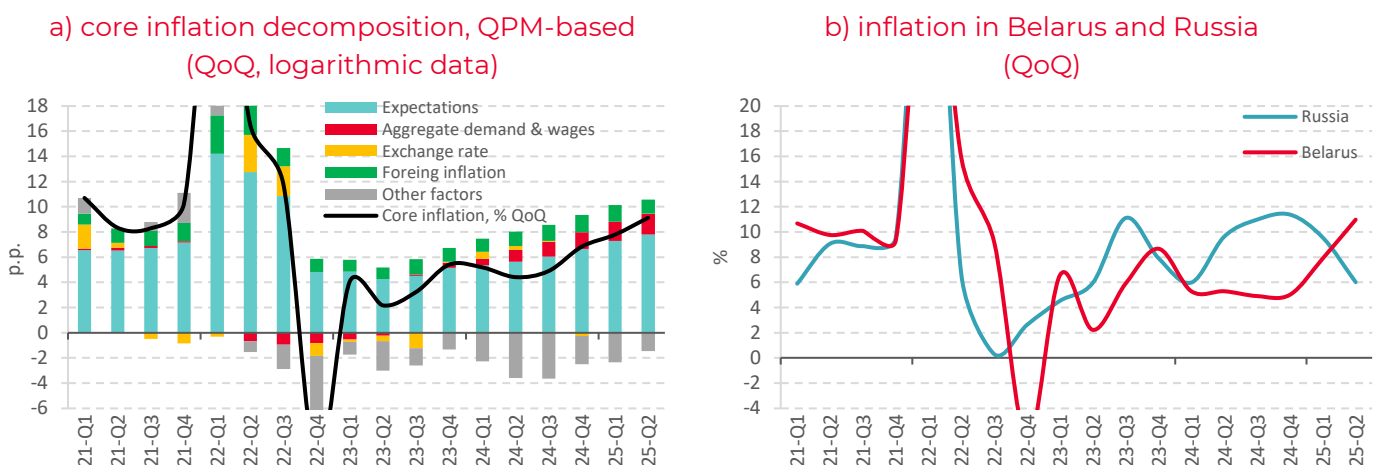 a) core inflation decomposition, QPM-based
(QoQ, logarithmic data)
18
16
14
12
10
8
6
4
2
0
-2
-4
-6
p.p.
Expectations
Aggregate demand & wages
Exchange rate
Foreing inflation
Other factors
Core inflation, % QoQ
21-Q1
21-Q2
21-Q3
21-Q4
22-Q1
22-Q2
22-Q3
22-Q4
23-Q1
23-Q2
23-Q3
23-Q4
24-Q1
24-Q2
24-Q3
24-Q4
25-Q1
25-Q2
b) inflation in Belarus and Russia
(QoQ)
20
18
16
14
12
10
8
6
4
2
0
-2
-4
%
Russia
Belarus
21-Q1
21-Q2
21-Q3
21-Q4
22-Q1
22-Q2
22-Q3
22-Q4
23-Q1
23-Q2
23-Q3
23-Q4
24-Q1
24-Q2
24-Q3
24-Q4
25-Q1
25-Q2